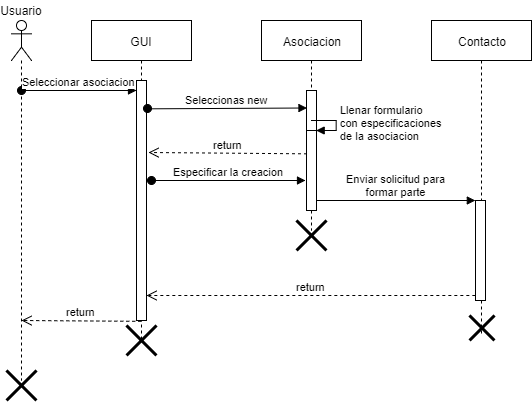 Usuario
GUI
Asociacion
Contacto
Seleccionar asociacion
Seleccionas new
Llenar formulario
con especificaciones
de la asociacion
return
Especificar la creacion
Enviar solicitud para
formar parte
return
return